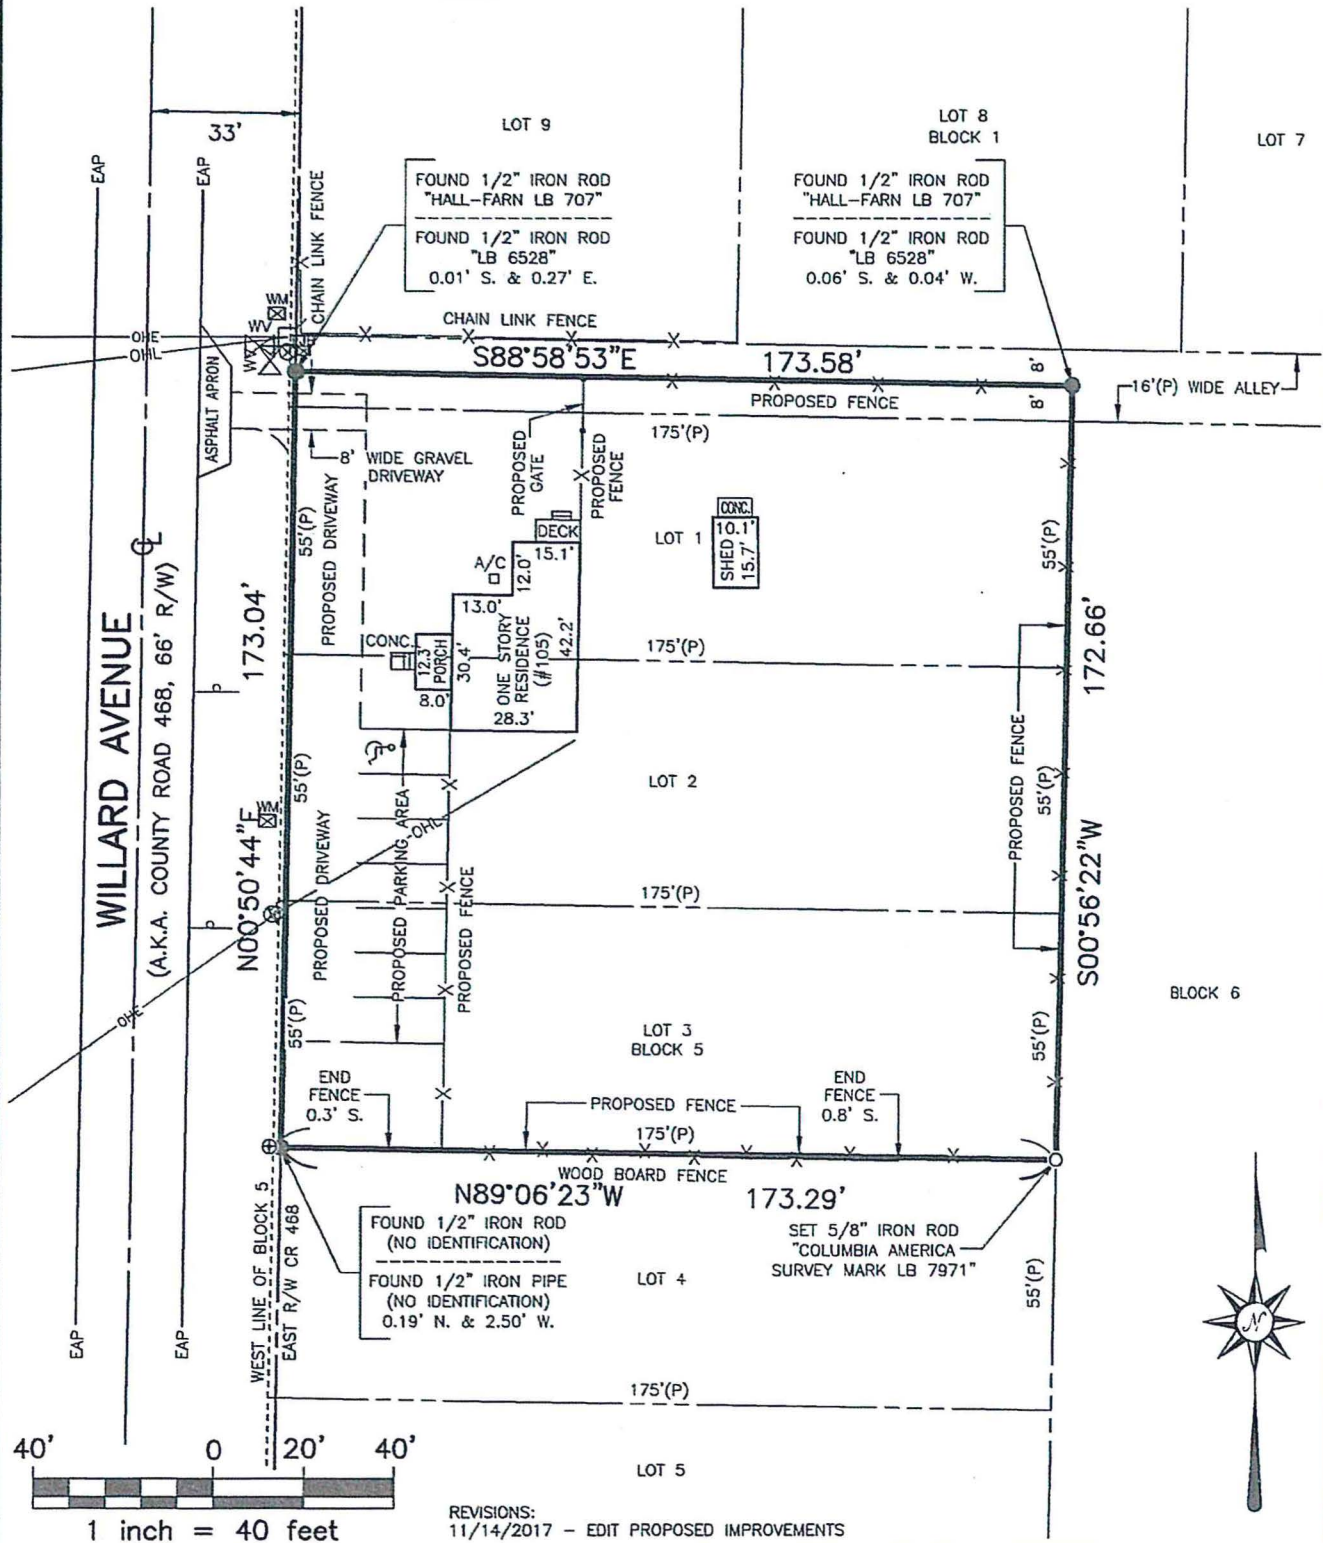 LOT 9
LOT 8
BLOCK 1
LOT 7
33'
EAP
EAP
CHAIN LINK FENCE
FOUND 1/2" IRON ROD
"HALL-FARN LB 707"
FOUND 1/2" IRON ROD
"LB 6528"
0.01' S. & 0.27' E.
FOUND 1/2" IRON ROD
"HALL-FARN LB 707"
FOUND 1/2" IRON ROD
"LB 6528"
0.06' S. & 0.04' W.
WM
WV
WV
OHE
OHL
CHAIN LINK FENCE
S88°58'53"E 173.58'
8'
8'
16'(P) WIDE ALLEY
PROPOSED FENCE
175'(P)
ASPHALT APRON
8' WIDE GRAVEL
DRIVEWAY
PROPOSED
GATE
PROPOSED
FENCE
55'(P)
PROPOSED DRIVEWAY
LOT 1
CONC.
10.1'
SHED
15.7'
DECK
15.1'
A/C
12.0'
13.0'
42.2'
ONE STORY
RESIDENCE
(#105)
30.4'
28.3'
CONC.
12.3'
PORCH
8.0'
175'(P)
55'(P)
PROPOSED FENCE
172.66'
S00°56'22"W
WILLARD AVENUE
(A.K.A. COUNTY ROAD 468, 66' R/W)
173.04'
N00°50'44"E
WM
55'(P)
PROPOSED DRIVEWAY
PROPOSED PARKING AREA
OHL
PROPOSED FENCE
LOT 2
55'(P)
175'(P)
OHE
55'(P)
LOT 3
BLOCK 5
55'(P)
BLOCK 6
END
FENCE
0.3' S.
PROPOSED FENCE
END
FENCE
0.8' S.
175'(P)
WOOD BOARD FENCE
N89°06'23"W 173.29'
FOUND 1/2" IRON ROD
(NO IDENTIFICATION)
FOUND 1/2" IRON PIPE
(NO IDENTIFICATION)
0.19' N. & 2.50' W.
SET 5/8" IRON ROD
"COLUMBIA AMERICA
SURVEY MARK LB 7971"
LOT 4
55'(P)
WEST LINE OF BLOCK 5
EAST R/W CR 468
EAP
EAP
N
175'(P)
LOT 5
40' 0 20' 40'
1 inch = 40 feet
REVISIONS:
11/14/2017 - EDIT PROPOSED IMPROVEMENTS